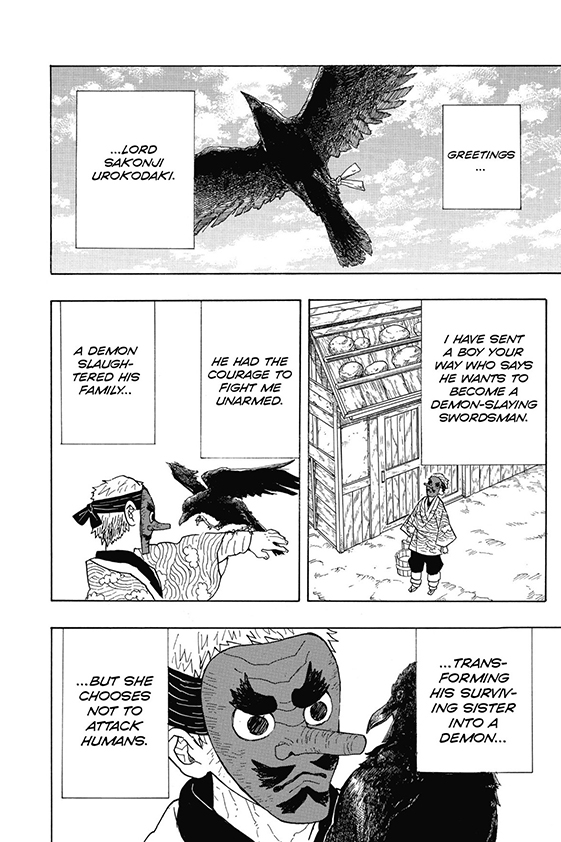 GREETINGS
...
...LORD
SAKONJI
UROKODAKI.
I HAVE SENT
A BOY YOUR
WAY WHO SAYS
HE WANTS TO
BECOME A
DEMON-SLAYING
SWORDSMAN.
HE HAD THE
COURAGE TO
FIGHT ME
UNARMED.
A DEMON
SLAUGH-
TERED HIS
FAMILY...
...TRANS-
FORMING
HIS SURVIV-
ING SISTER
INTO A
DEMON...
...BUT SHE
CHOOSES
NOT TO
ATTACK
HUMANS.